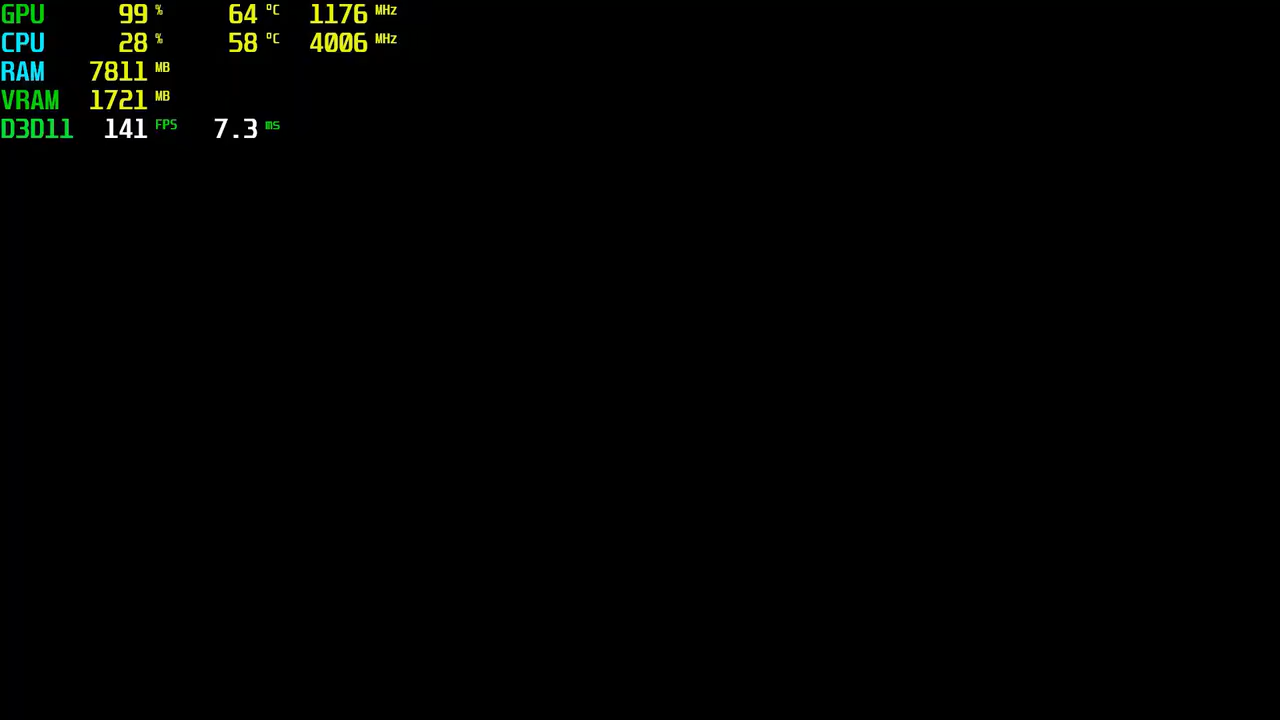 GPU 99 % 64 °C 1176 MHz
CPU 28 % 58 °C 4006 MHz
RAM 7811 MB
VRAM 1721 MB
D3D11 141 FPS 7.3 ms